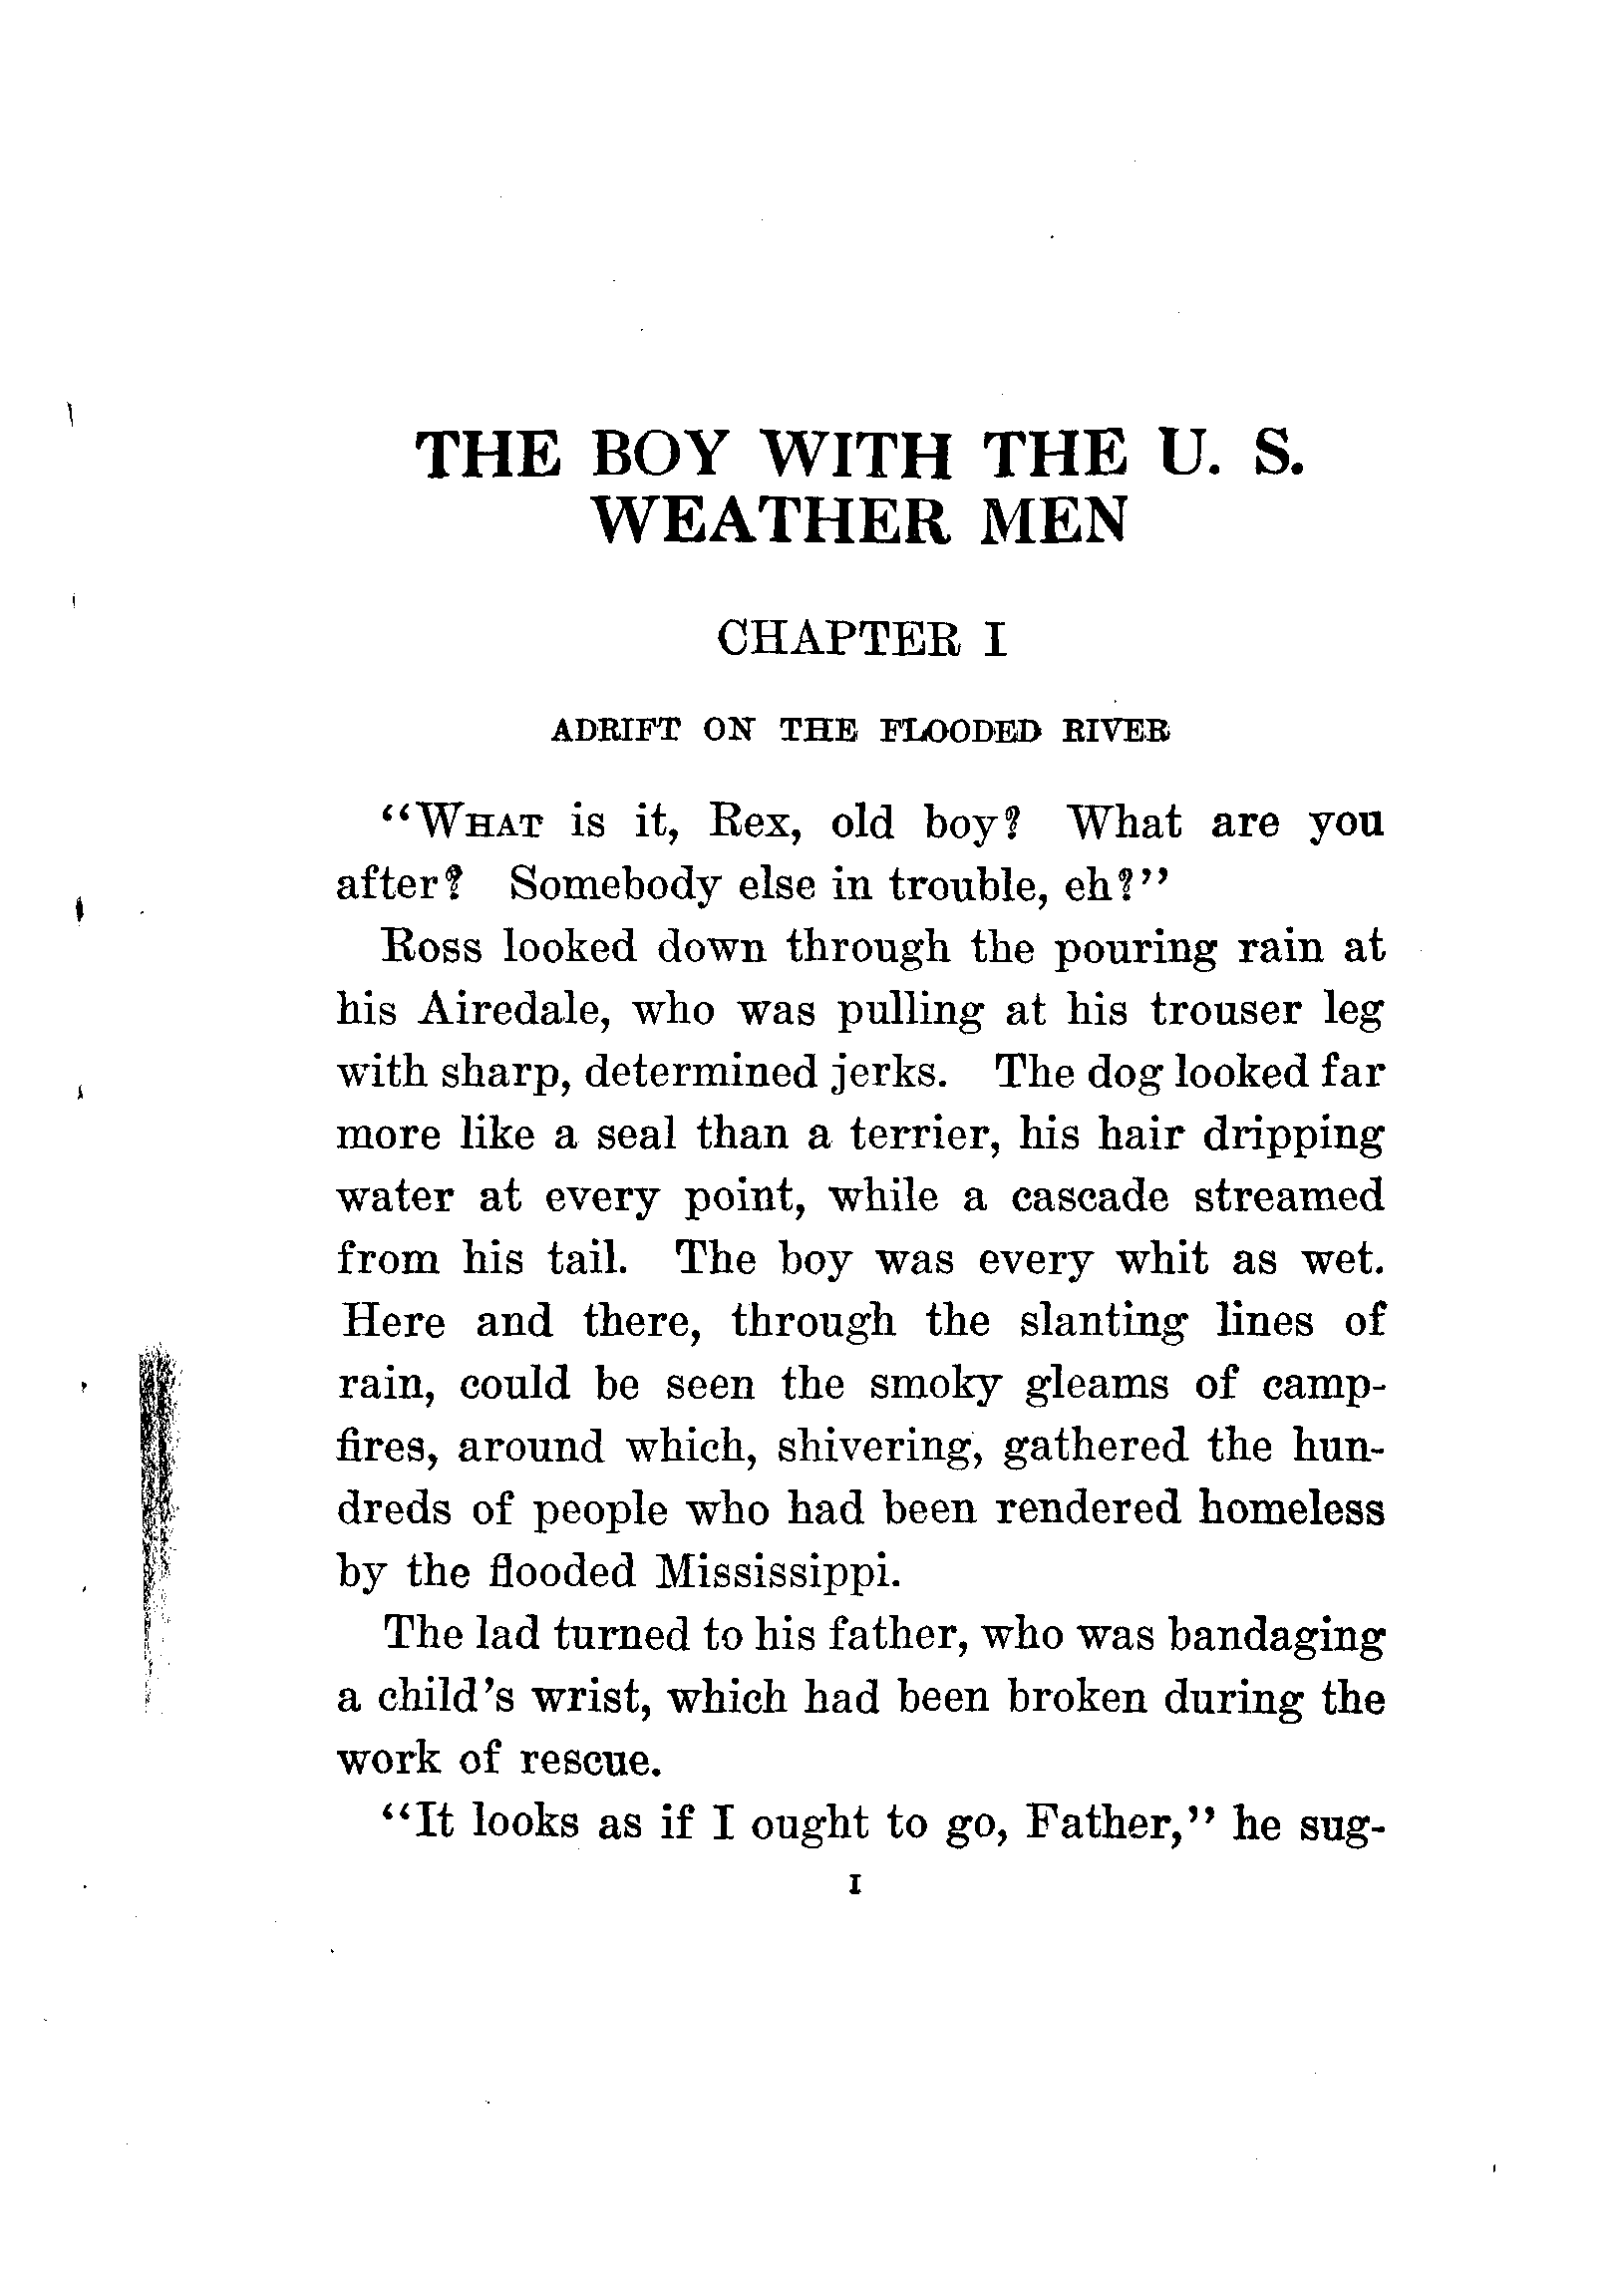 THE BOY WITH THE U. S.
WEATHER MEN
CHAPTER I
ADRIFT ON THE FLOODED RIVER
“WHAT is it, Rex, old boy? What are you
after? Somebody else in trouble, eh?”
Ross looked down through the pouring rain at
his Airedale, who was pulling at his trouser leg
with sharp, determined jerks. The dog looked far
more like a seal than a terrier, his hair dripping
water at every point, while a cascade streamed
from his tail. The boy was every whit as wet.
Here and there, through the slanting lines of
rain, could be seen the smoky gleams of camp-
fires, around which, shivering, gathered the hun-
dreds of people who had been rendered homeless
by the flooded Mississippi.
The lad turned to his father, who was bandaging
a child’s wrist, which had been broken during the
work of rescue.
“It looks as if I ought to go, Father,” he sug-
I